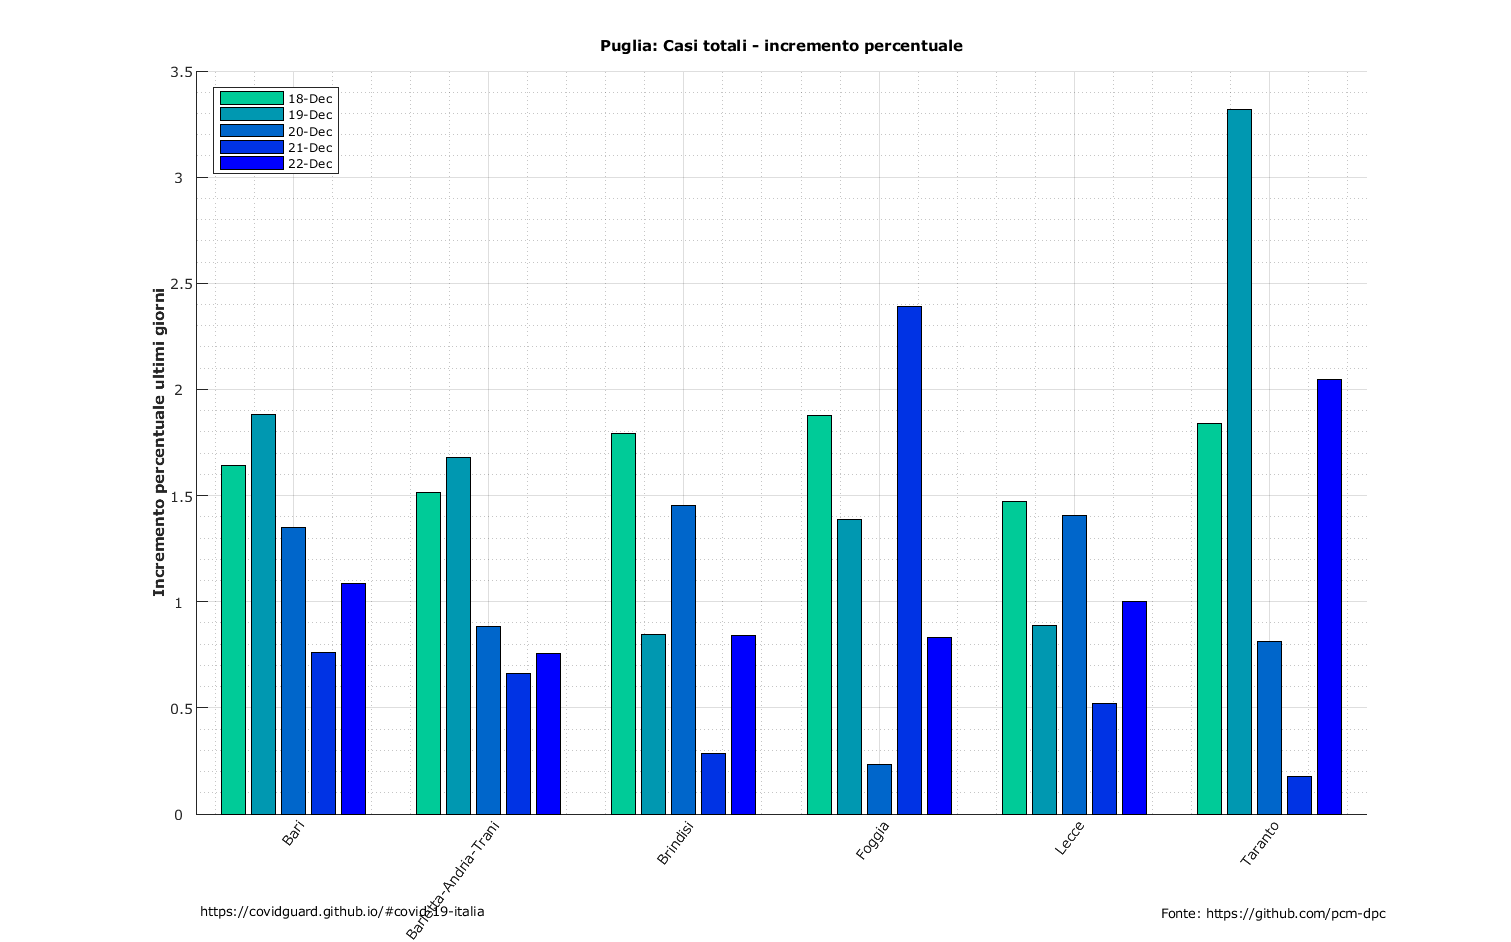 Puglia: Casi totali - incremento percentuale
3.5
3
2.5
2
1.5
1
0.5
0
Incremento percentuale ultimi giorni
18-Dec
19-Dec
20-Dec
21-Dec
22-Dec
Bari
Barletta-Andria-Trani
Brindisi
Foggia
Lecce
Taranto
https://covidguard.github.io/#covid-19-italia
Fonte: https://github.com/pcm-dpc